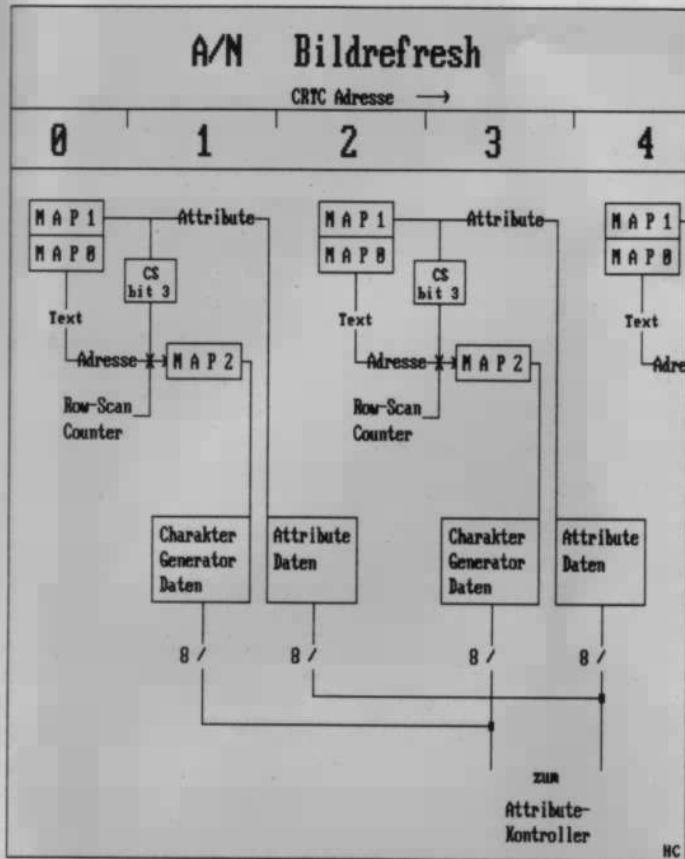 A/N Bildrefresh
CRTC Adresse →
0 1 2 3 4
MAP1 Attribute MAP1 Attribute MAP1
MAP0 MAP0 MAP0
CS CS
bit 3 bit 3
Text Text Text
Adresse MAP2 Adresse MAP2 Adre
Row-Scan Row-Scan
Counter Counter
Charakter Attribute Charakter Attribute
Generator Daten Generator Daten
Daten Daten
8 / 8 / 8 / 8 /
zum
Attribute-
Kontroller
HC